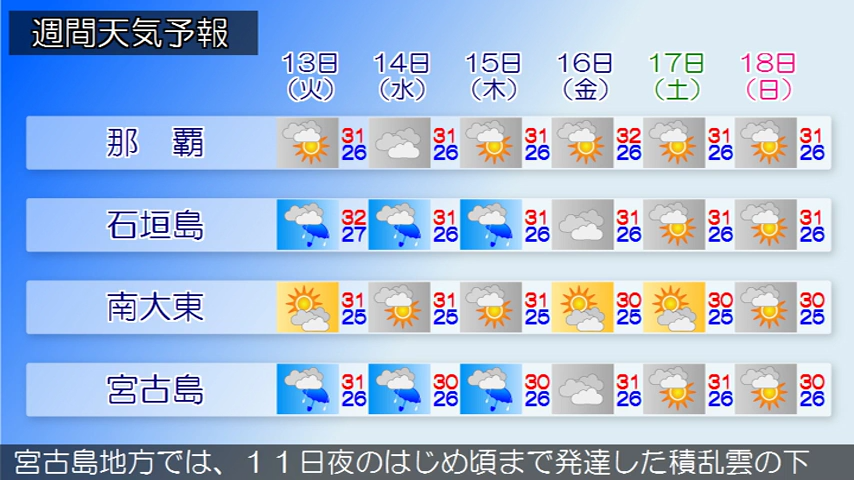 週間天気予報
13日 14日 15日 16日 17日 18日
（火） （水） （木） （金） （土） （日）
那 覇 31 26 31 26 31 26 32 26 31 26 31 26
石垣島 32 27 31 26 31 26 31 26 31 26 31 26
南大東 31 25 31 25 31 25 30 25 30 25 30 25
宮古島 31 26 30 26 30 26 31 26 31 26 30 26
宮古島地方では、１１日夜のはじめ頃まで発達した積乱雲の下